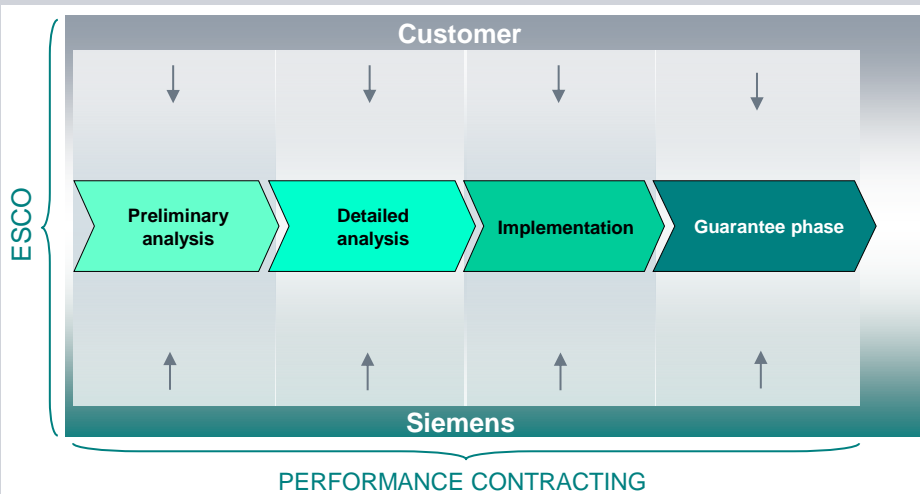 Customer
ESCO
Preliminary
analysis
Detailed
analysis
Implementation
Guarantee phase
Siemens
PERFORMANCE CONTRACTING